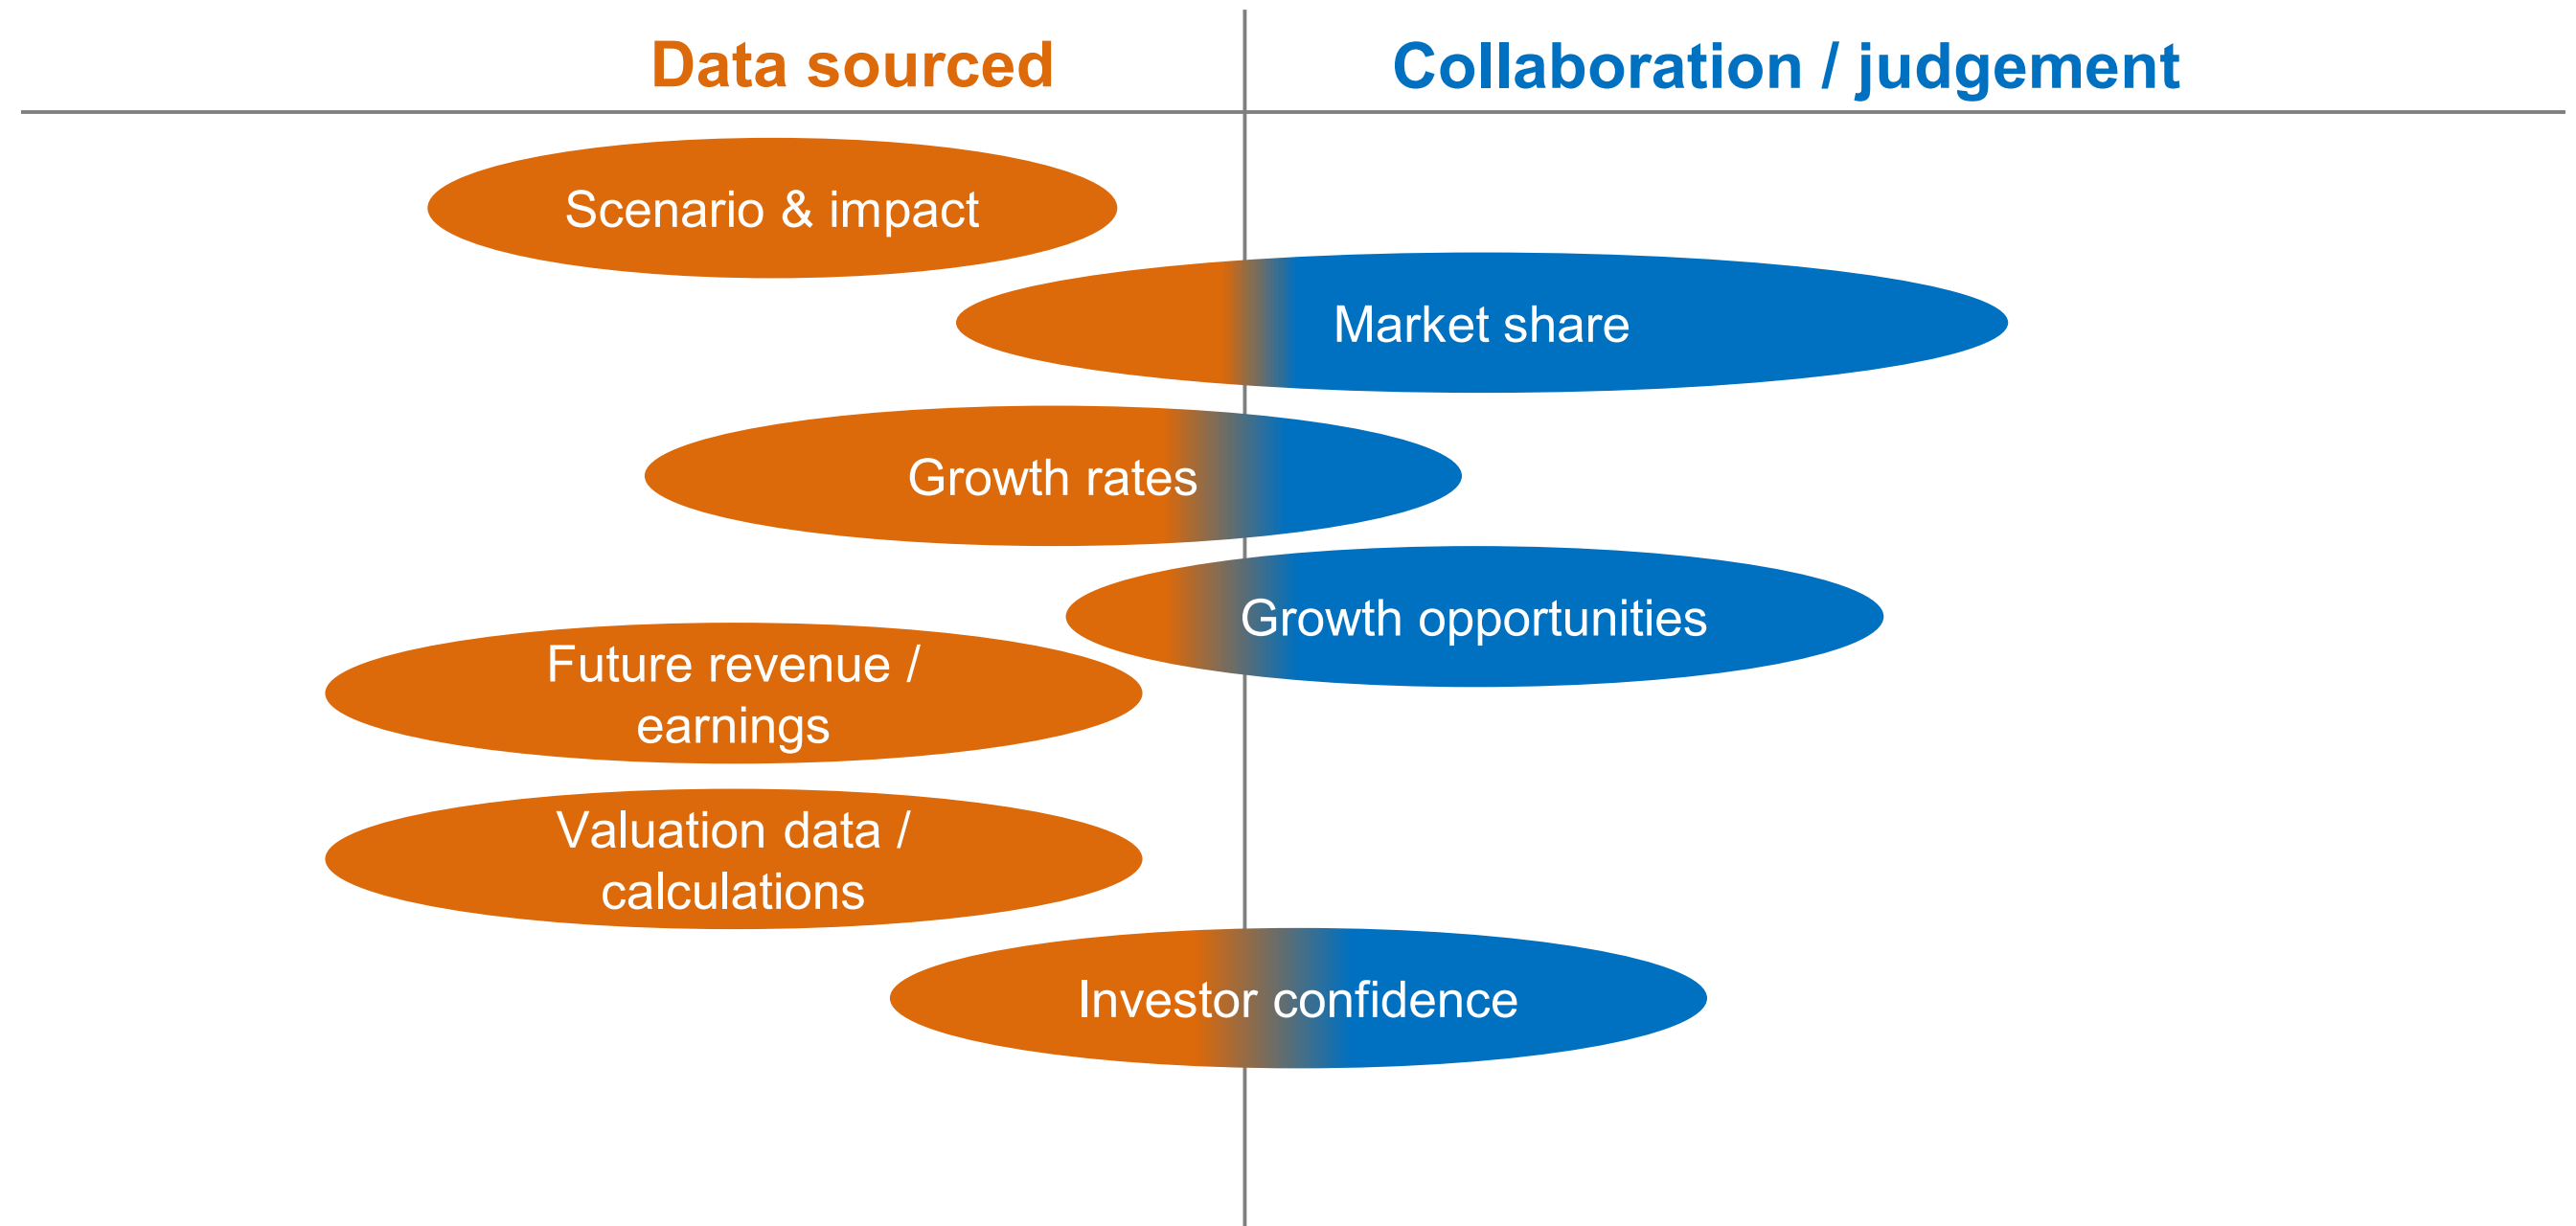 Data sourced
Collaboration / judgement
Scenario & impact
Market share
Growth rates
Growth opportunities
Future revenue /
earnings
Valuation data /
calculations
Investor confidence